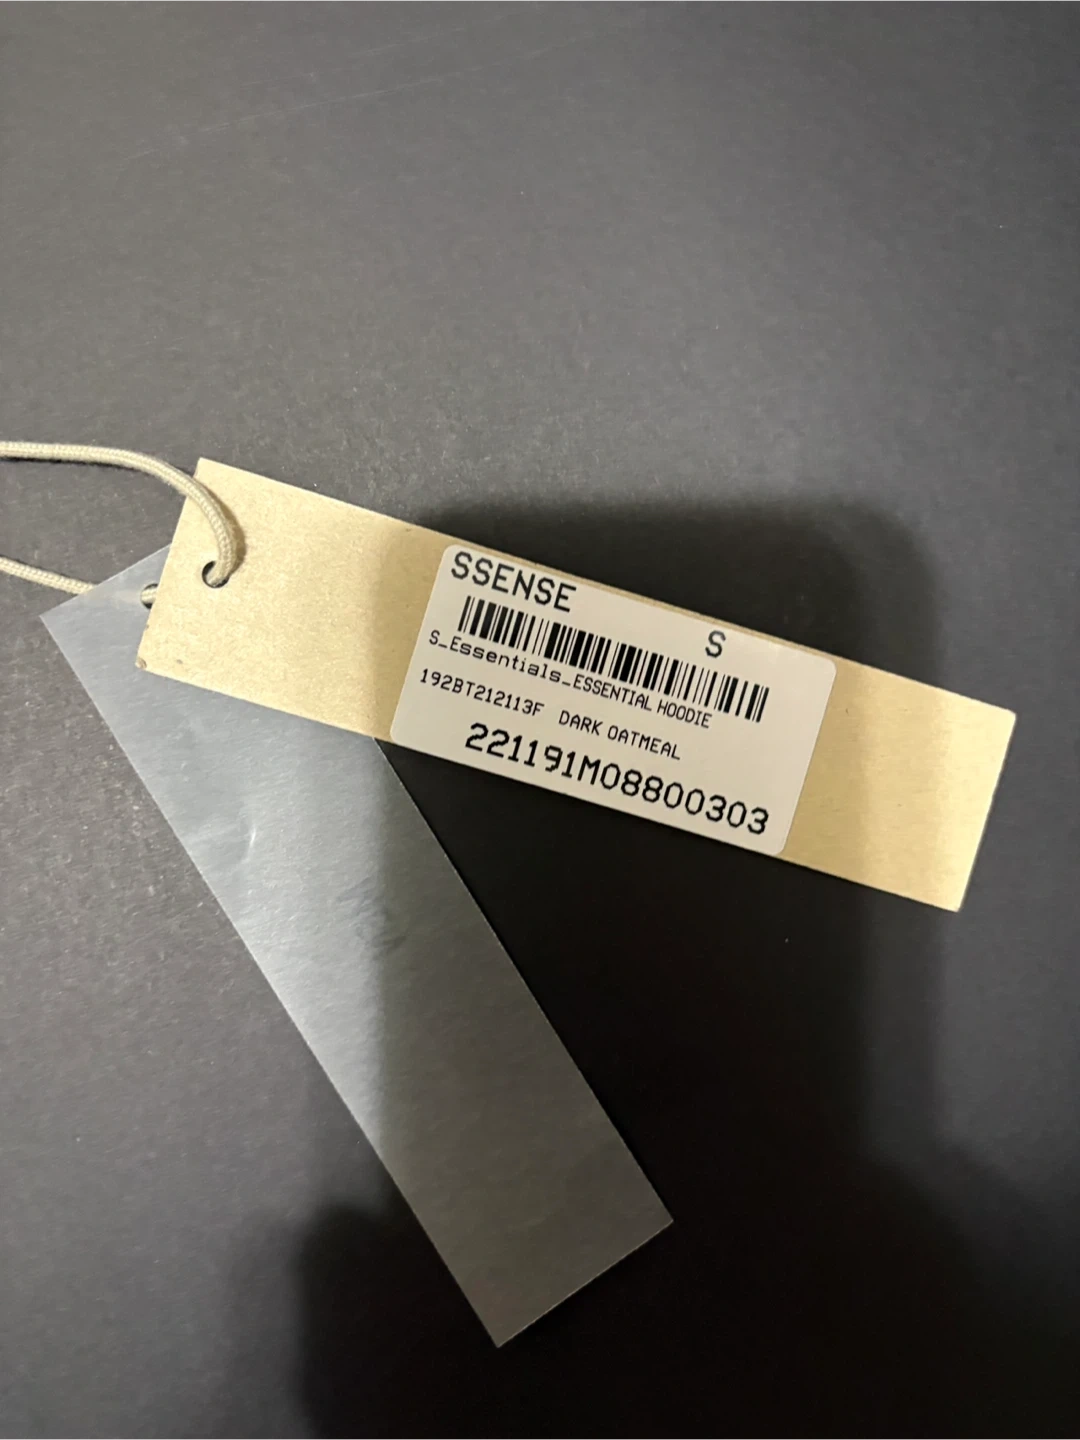 SSENSE
S
S_Essentials_ESSENTIAL HOODIE
192BT212113F DARK OATMEAL
221191M08800303